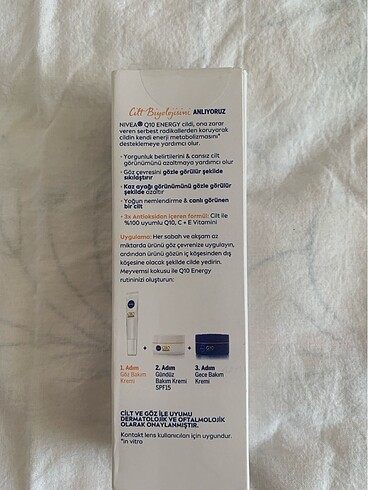 Cilt Biyolojisini ANLIYORUZ
NIVEA® Q10 ENERGY cildi, ana zarar
veren serbest radikallerden koruyarak
cildin kendi enerji metabolizmasını*
desteklemeye yardımcı olur.
· Yorgunluk belirtilerini & cansız cilt
görünümünü azaltmaya yardımcı olur
· Göz çevresini gözle görülür şekilde
sıkılaştırır
· Kaz ayağı görünümünü gözle görülür
şekilde azaltır
· Yoğun nemlendirme & canlı görünen
bir cilt
· 3x Antioksidan içeren formül: Cilt ile
%100 uyumlu Q10, C + E Vitamini
Uygulama: Her sabah ve akşam az
miktarda ürünü göz çevrenize uygulayın,
ardından ürünü gözün iç köşesinden dış
köşesine olacak şekilde cilde yedirin.
Meyvemsi kokusu ile Q10 Energy
rutininizi oluşturun:
1. Adım
Göz Bakım
Kremi
2. Adım
Gündüz
Bakım Kremi
SPF15
3. Adım
Gece Bakım
Kremi
CİLT VE GÖZ İLE UYUMU
DERMATOLOJİK VE OFTALMOLOJİK
OLARAK ONAYLANMIŞTIR.
Kontakt lens kullanıcıları için uygundur.
*in vitro